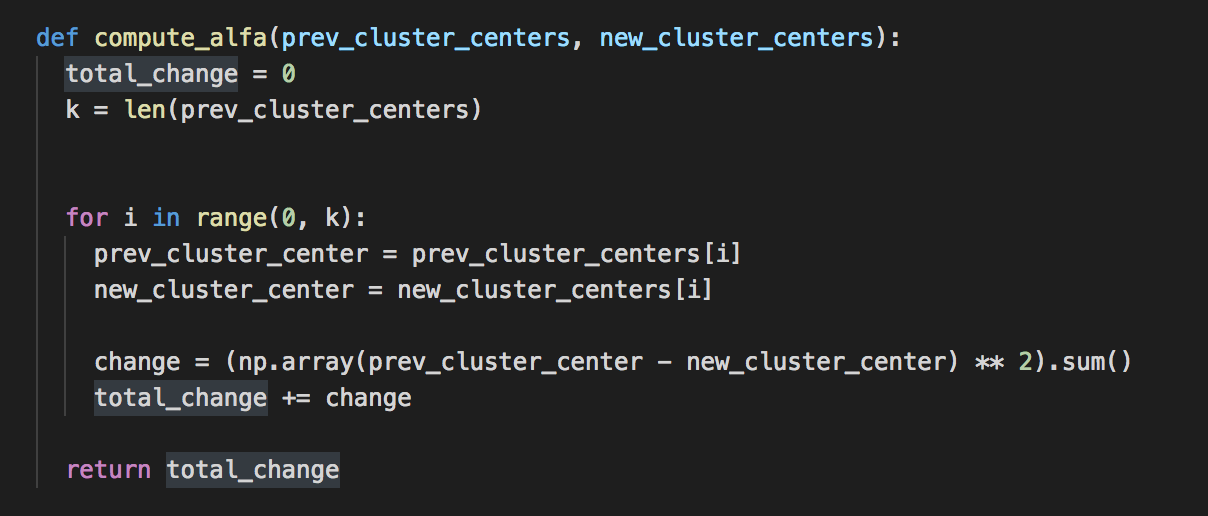 def compute_alfa(prev_cluster_centers, new_cluster_centers):
  total_change = 0
  k = len(prev_cluster_centers)
  for i in range(0, k):
    prev_cluster_center = prev_cluster_centers[i]
    new_cluster_center = new_cluster_centers[i]
    change = (np.array(prev_cluster_center - new_cluster_center) ** 2).sum()
    total_change += change
  return total_change